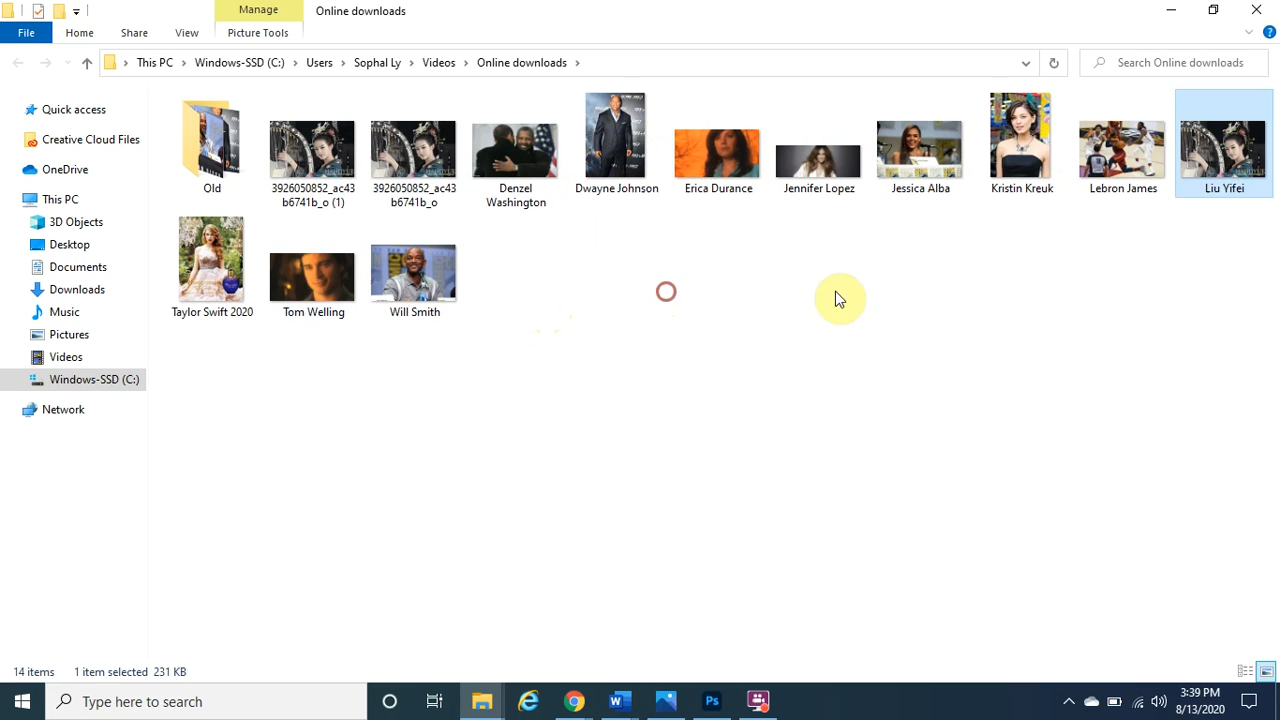 Manage
Online downloads
File
Home
Share
View
Picture Tools
This PC
Windows-SSD (C:)
Users
Sophal Ly
Videos
Online downloads
Search Online downloads
Quick access
Creative Cloud Files
OneDrive
This PC
3D Objects
Desktop
Documents
Downloads
Music
Pictures
Videos
Windows-SSD (C:)
Network
Old
3926050852_ac43
b6741b_o (1)
3926050852_ac43
b6741b_o
Denzel
Washington
Dwayne Johnson
Erica Durance
Jennifer Lopez
Jessica Alba
Kristin Kreuk
Lebron James
Liu Yifei
Taylor Swift 2020
Tom Welling
Will Smith
14 items
1 item selected 231 KB
Type here to search
3:39 PM
8/13/2020